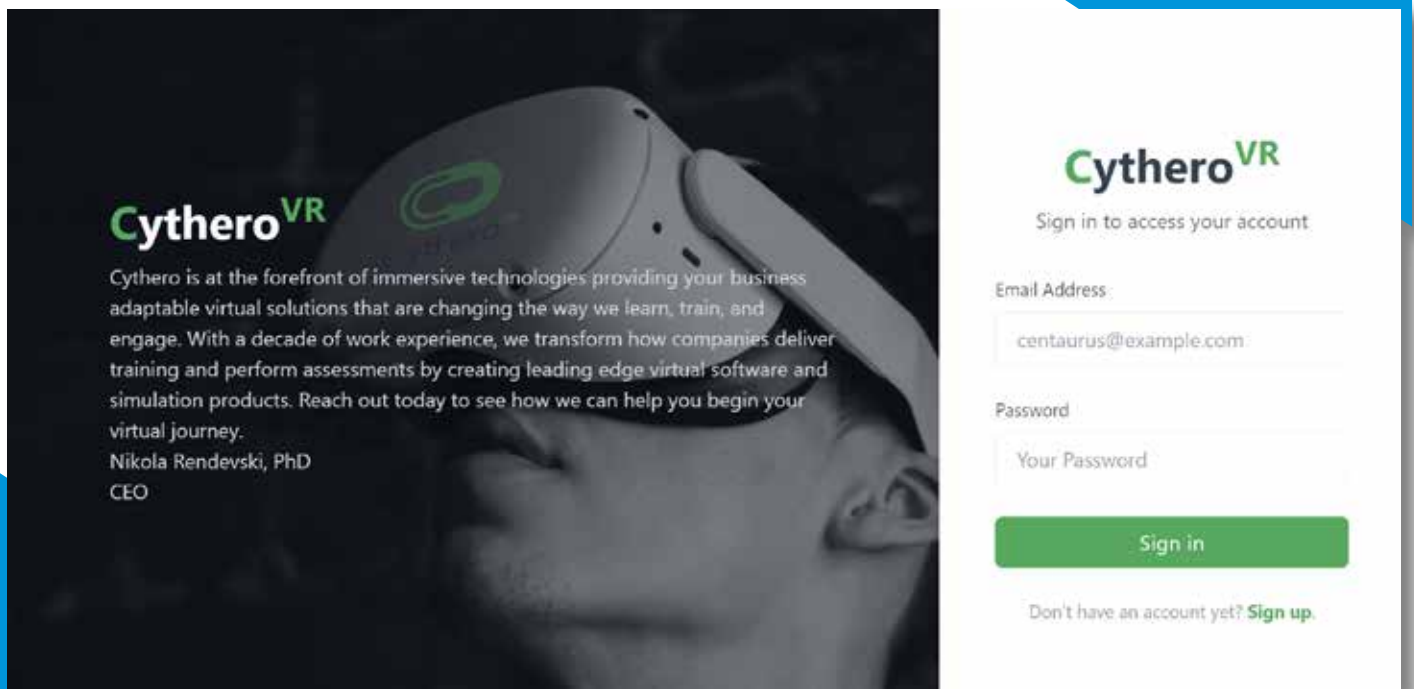 CytheroVR
Cythero is at the forefront of immersive technologies providing your business
adaptable virtual solutions that are changing the way we learn, train, and
engage. With a decade of work experience, we transform how companies deliver
training and perform assessments by creating leading edge virtual software and
simulation products. Reach out today to see how we can help you begin your
virtual journey.
Nikola Rendevski, PhD
CEO
CytheroVR
Sign in to access your account
Email Address
centaurus@example.com
Password
Your Password
Sign in
Don't have an account yet? Sign up.